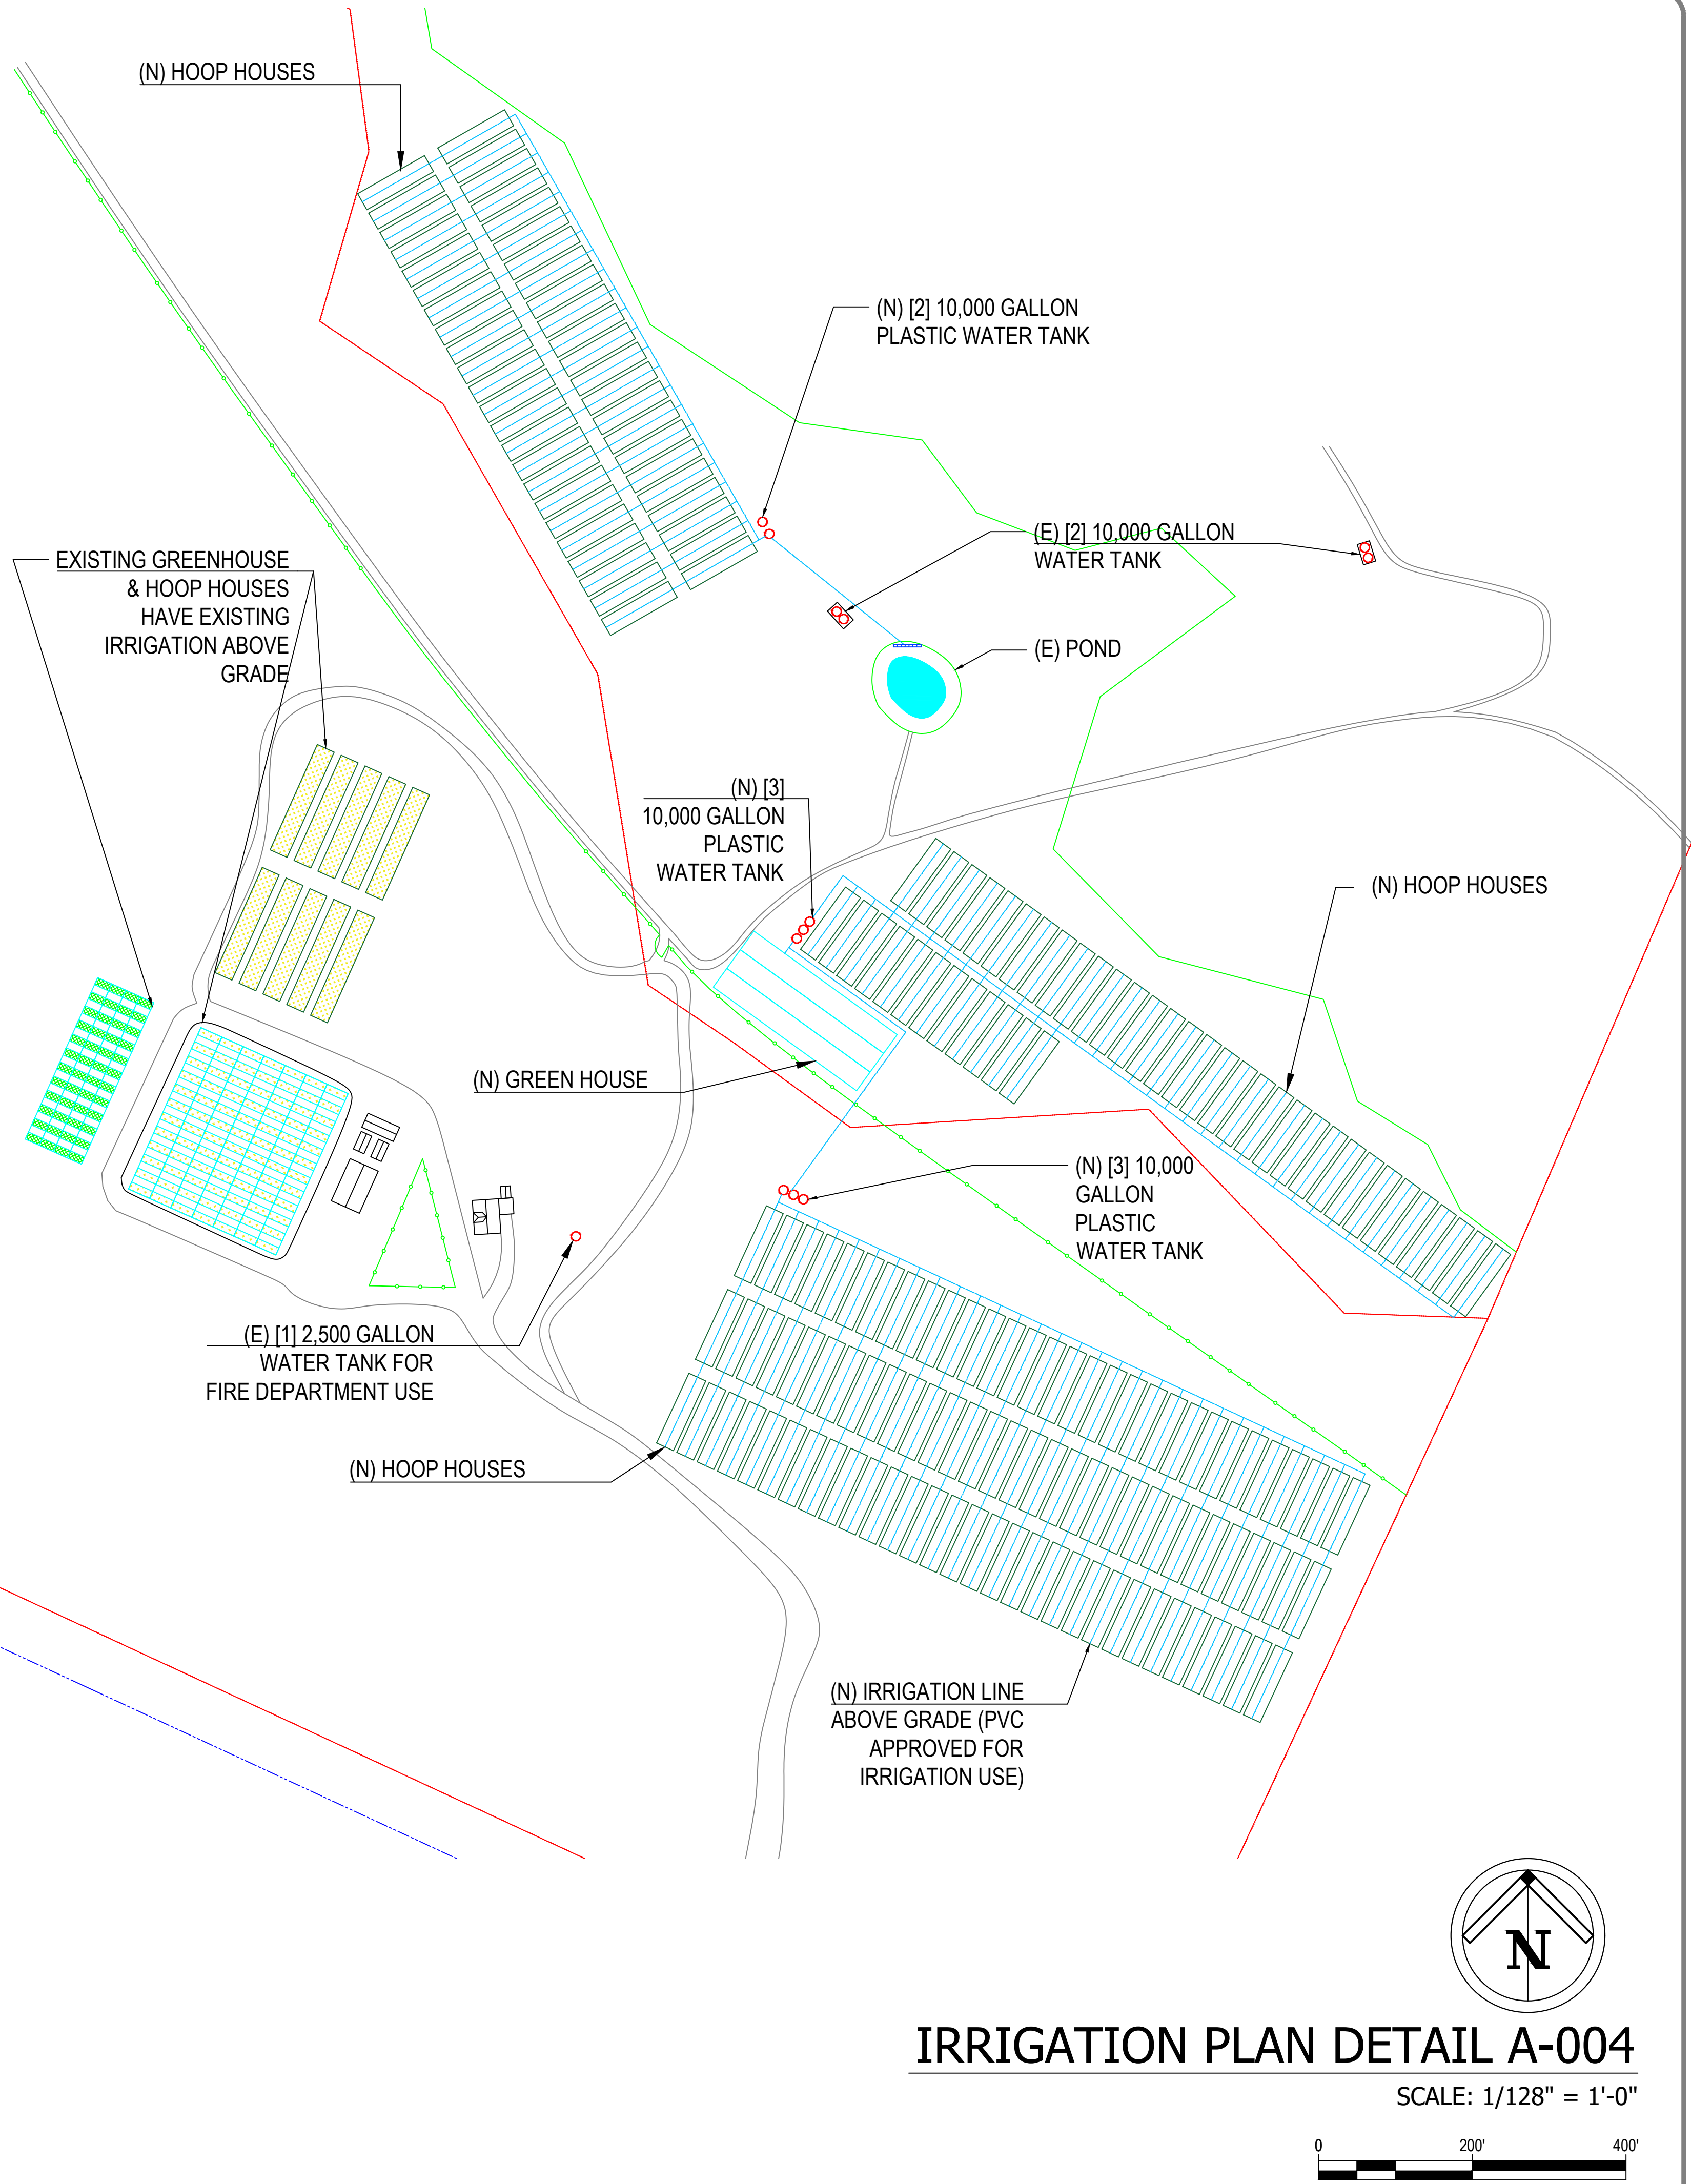 (N) HOOP HOUSES
(N) [2] 10,000 GALLON
PLASTIC WATER TANK
(E) [2] 10,000 GALLON
WATER TANK
EXISTING GREENHOUSE
& HOOP HOUSES
HAVE EXISTING
IRRIGATION ABOVE
GRADE
(E) POND
(N) [3]
10,000 GALLON
PLASTIC
WATER TANK
(N) HOOP HOUSES
(N) GREEN HOUSE
(N) [3] 10,000
GALLON
PLASTIC
WATER TANK
(E) [1] 2,500 GALLON
WATER TANK FOR
FIRE DEPARTMENT USE
(N) HOOP HOUSES
(N) IRRIGATION LINE
ABOVE GRADE (PVC
APPROVED FOR
IRRIGATION USE)
N
IRRIGATION PLAN DETAIL A-004
SCALE: 1/128" = 1'-0"
0 200' 400'